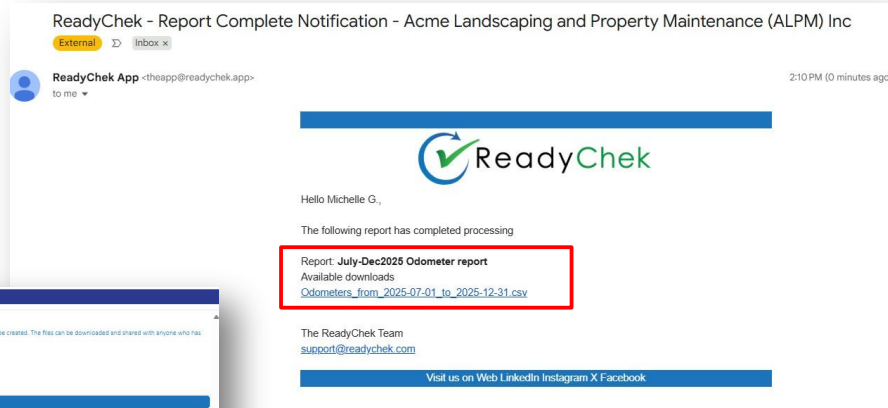 ReadyChek - Report Complete Notification - Acme Landscaping and Property Maintenance (ALPM) Inc
External Σ Inbox ×
ReadyChek App <theapp@readychek.app>
2:10 PM (0 minutes ago
to me
ReadyChek
Hello Michelle G.,
The following report has completed processing
Report: July-Dec2025 Odometer report
Available downloads
Odometers_from_2025-07-01_to_2025-12-31.csv
be created. The files can be downloaded and shared with anyone who has
The ReadyChek Team
support@readychek.com
Visit us on Web LinkedIn Instagram X Facebook